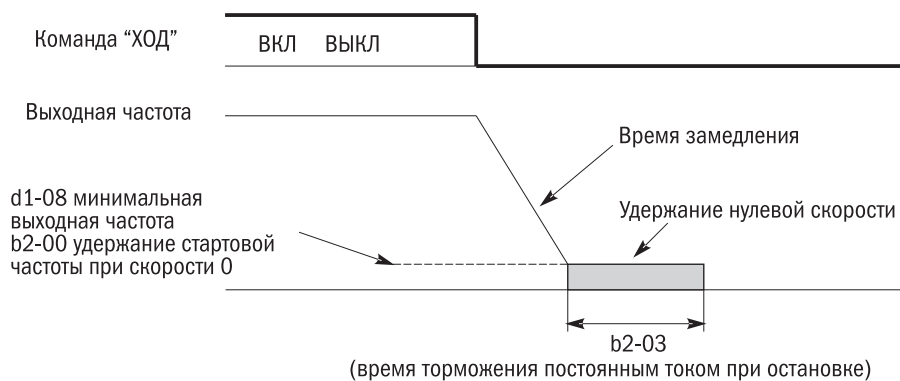 Команда “ХОД”
ВКЛ ВЫКЛ
Выходная частота
Время замедления
d1-08 минимальная
выходная частота
b2-00 удержание стартовой
частоты при скорости 0
Удержание нулевой скорости
b2-03
(время торможения постоянным током при остановке)